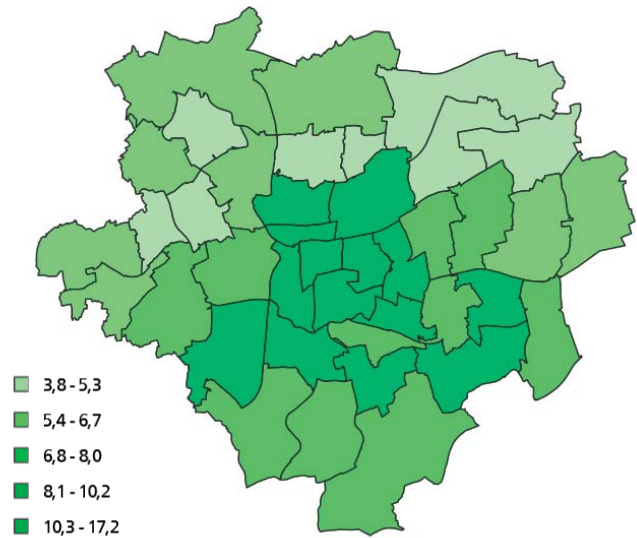 3,8 - 5,3
5,4 - 6,7
6,8 - 8,0
8,1 - 10,2
10,3 - 17,2